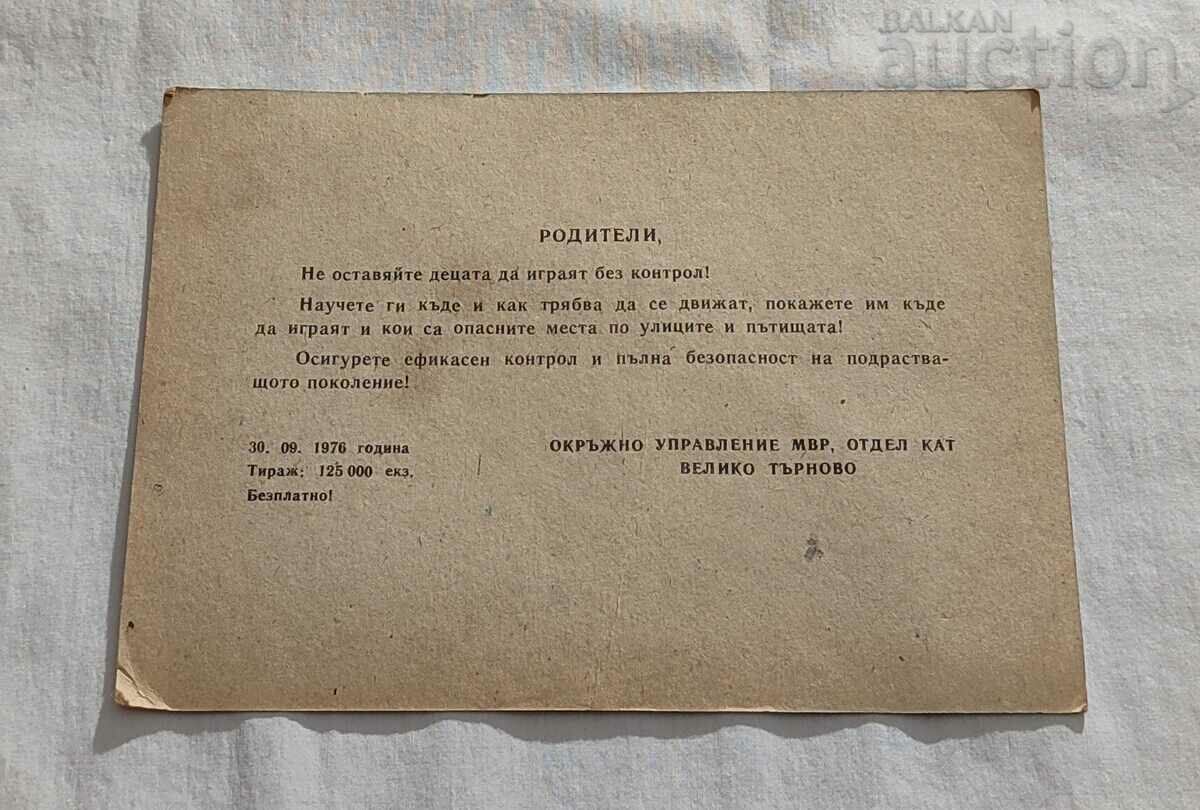 BALKAN
auction
РОДИТЕЛИ,
Не оставяйте децата да играят без контрол!
Научете ги къде и как трябва да се движат, покажете им къде
да играят и кои са опасните места по улиците и пътищата!
Осигурете ефикасен контрол и пълна безопасност на подраства-
щото поколение!
30. 09. 1976 година
Тираж: 125 000 екз.
Безплатно!
ОКРЪЖНО УПРАВЛЕНИЕ МВР, ОТДЕЛ КАТ
ВЕЛИКО ТЪРНОВО